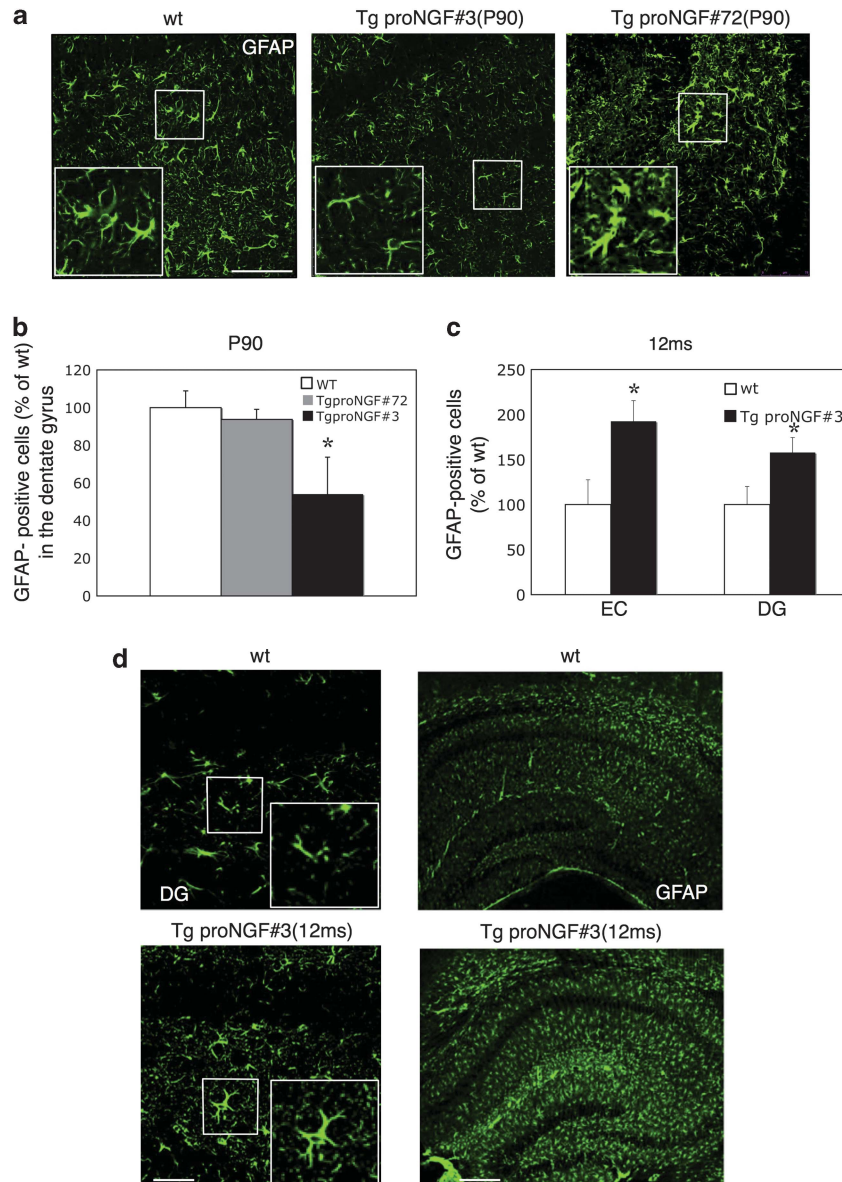 a
wt
Tg proNGF#3(P90)
Tg proNGF#72(P90)
GFAP
b
P90
GFAP- positive cells (% of wt)
in the dentate gyrus
120
100
80
60
40
20
0
WT
TgproNGF#72
TgproNGF#3
*
c
12ms
GFAP-positive cells
(% of wt)
250
200
150
100
50
0
wt
Tg proNGF#3
*
*
EC
DG
d
wt
wt
DG
GFAP
Tg proNGF#3(12ms)
Tg proNGF#3(12ms)